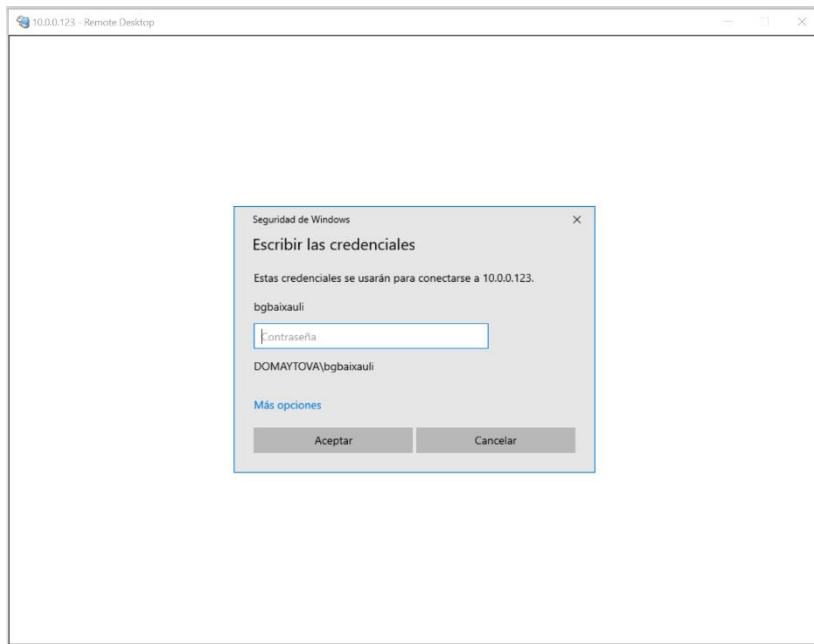 10.0.0.123 - Remote Desktop
Seguridad de Windows
Escribir las credenciales
Estas credenciales se usarán para conectarse a 10.0.0.123.
bgbaixauli
Contraseña
DOMAYTOVA\bgbaixauli
Más opciones
Aceptar Cancelar